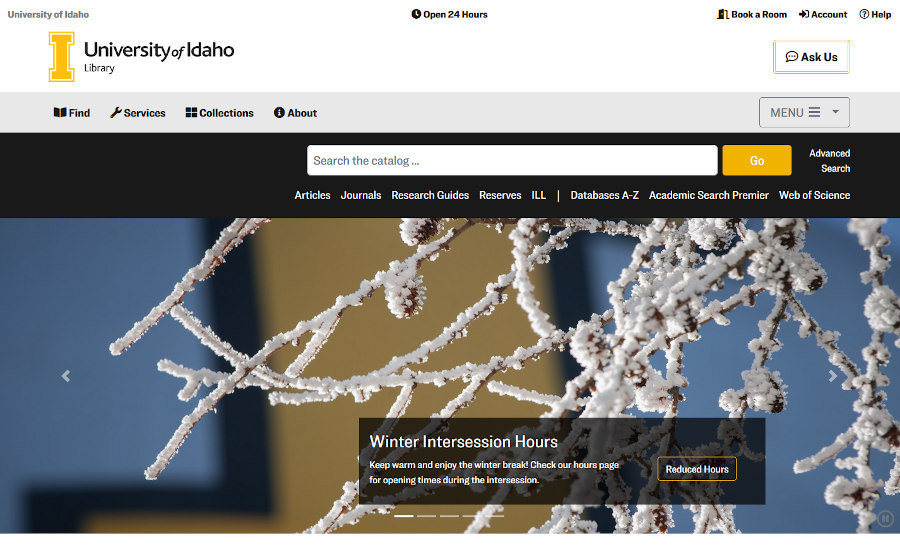 University of Idaho
Open 24 Hours
Book a Room
Account
Help
University of Idaho
Library
Ask Us
Find
Services
Collections
About
MENU
Search the catalog ...
Go
Advanced
Search
Articles
Journals
Research Guides
Reserves
ILL
|
Databases A-Z
Academic Search Premier
Web of Science
Winter Intersession Hours
Keep warm and enjoy the winter break! Check our hours page
for opening times during the intersession.
Reduced Hours